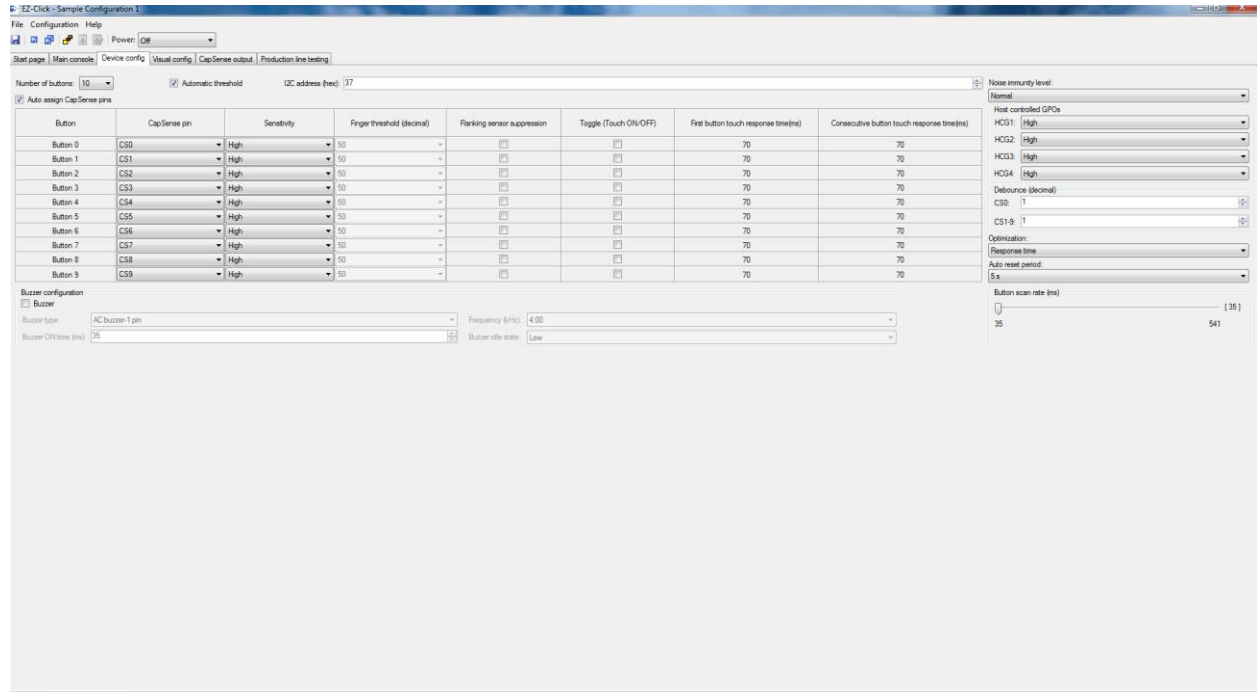 EZ-Click - Sample Configuration 1
File Configuration Help
Power: Off
Start page Main console Device config Visual config CapSense output Production line testing
Number of buttons: 10 Automatic threshold I2C address (hex): 37
Auto assign CapSense pins
Button CapSense pin Sensitivity Finger threshold (decimal) Flanking sensor suppression Toggle (Touch ON/OFF) First button touch response time(ms) Consecutive button touch response time(ms)
Button 0 CS0 High 50 70 70
Button 1 CS1 High 50 70 70
Button 2 CS2 High 50 70 70
Button 3 CS3 High 50 70 70
Button 4 CS4 High 50 70 70
Button 5 CS5 High 50 70 70
Button 6 CS6 High 50 70 70
Button 7 CS7 High 50 70 70
Button 8 CS8 High 50 70 70
Button 9 CS9 High 50 70 70
Buzzer configuration
Buzzer
Buzzer type: AC buzzer-1 pin Frequency (kHz): 4.00
Buzzer ON time (ms): 35 Buzzer idle state: Low
Noise immunity level:
Normal
Host controlled GPOs
HCG1: High
HCG2: High
HCG3: High
HCG4: High
Debounce (decimal)
CS0: 1
CS1-9: 1
Optimization:
Response time
Auto reset period:
5 s
Button scan rate (ms)
[ 35 ]
35 541